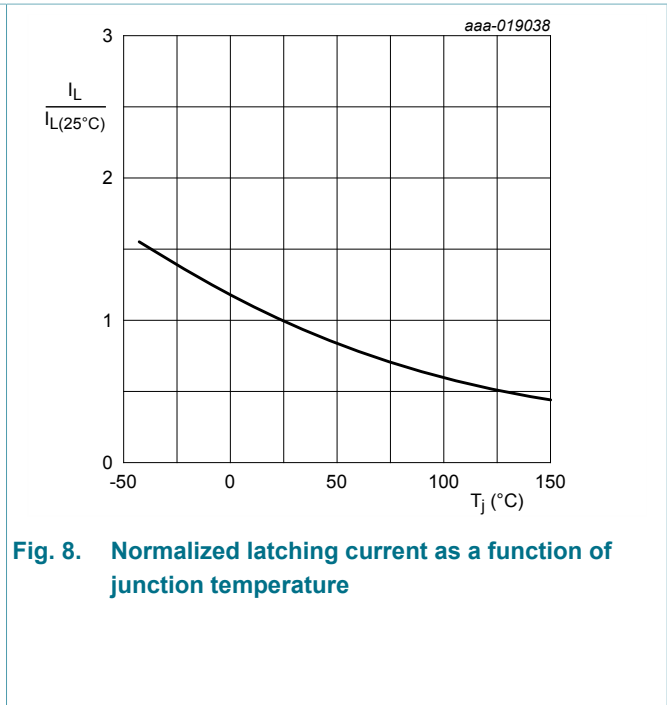 aaa-019038
3
I_L
I_L(25°C)
2
1
0
-50 0 50 100 150
T_j (°C)
Fig. 8. Normalized latching current as a function of
junction temperature